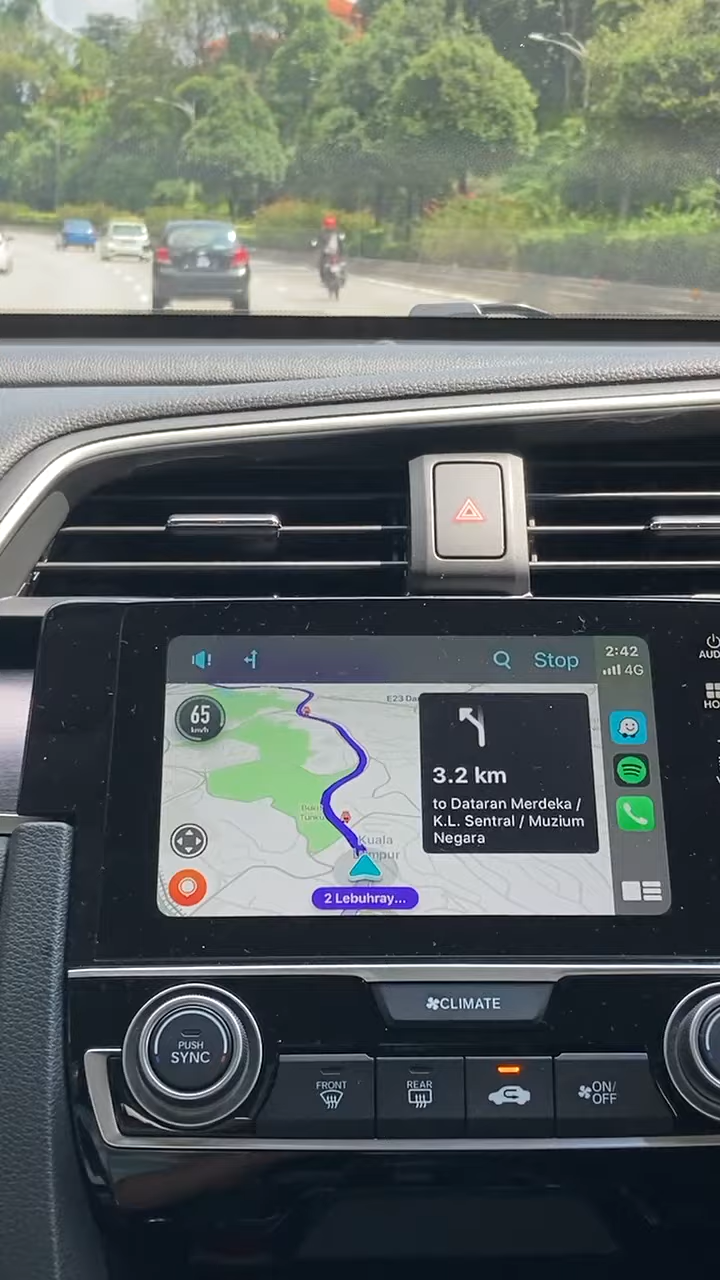 Stop
2:42
4G
65
km/h
E23
3.2 km
to Dataran Merdeka /
K.L. Sentral / Muzium
Negara
Kuala
Lumpur
2 Lebuhray...
CLIMATE
PUSH
SYNC
FRONT
REAR
ON/
OFF